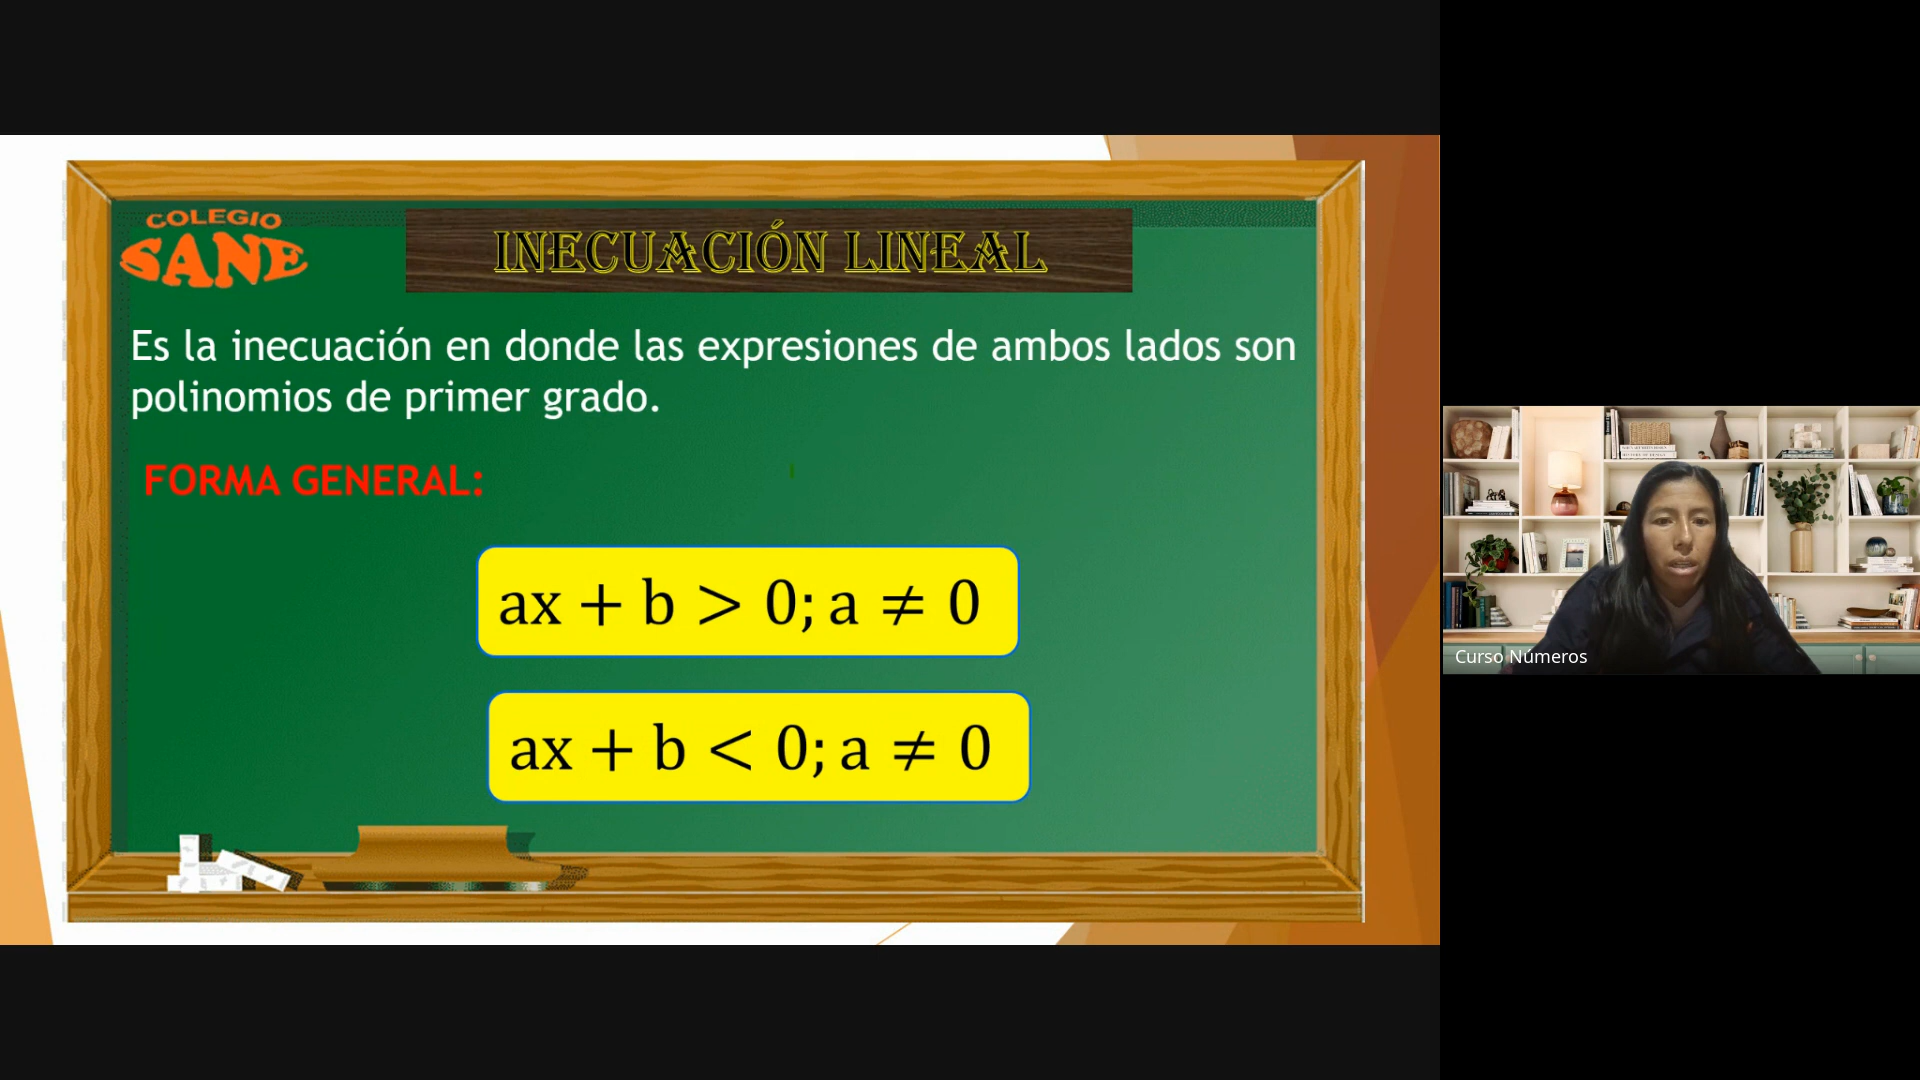 COLEGIO
SANE
INECUACIÓN LINEAL
Es la inecuación en donde las expresiones de ambos lados son
polinomios de primer grado.
FORMA GENERAL:
ax + b > 0; a ≠ 0
ax + b < 0; a ≠ 0
Curso Números